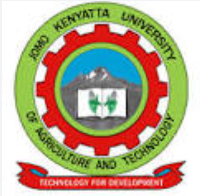 JOMO KENYATTA UNIVERSITY
OF AGRICULTURE AND TECHNOLOGY
TECHNOLOGY FOR DEVELOPMENT